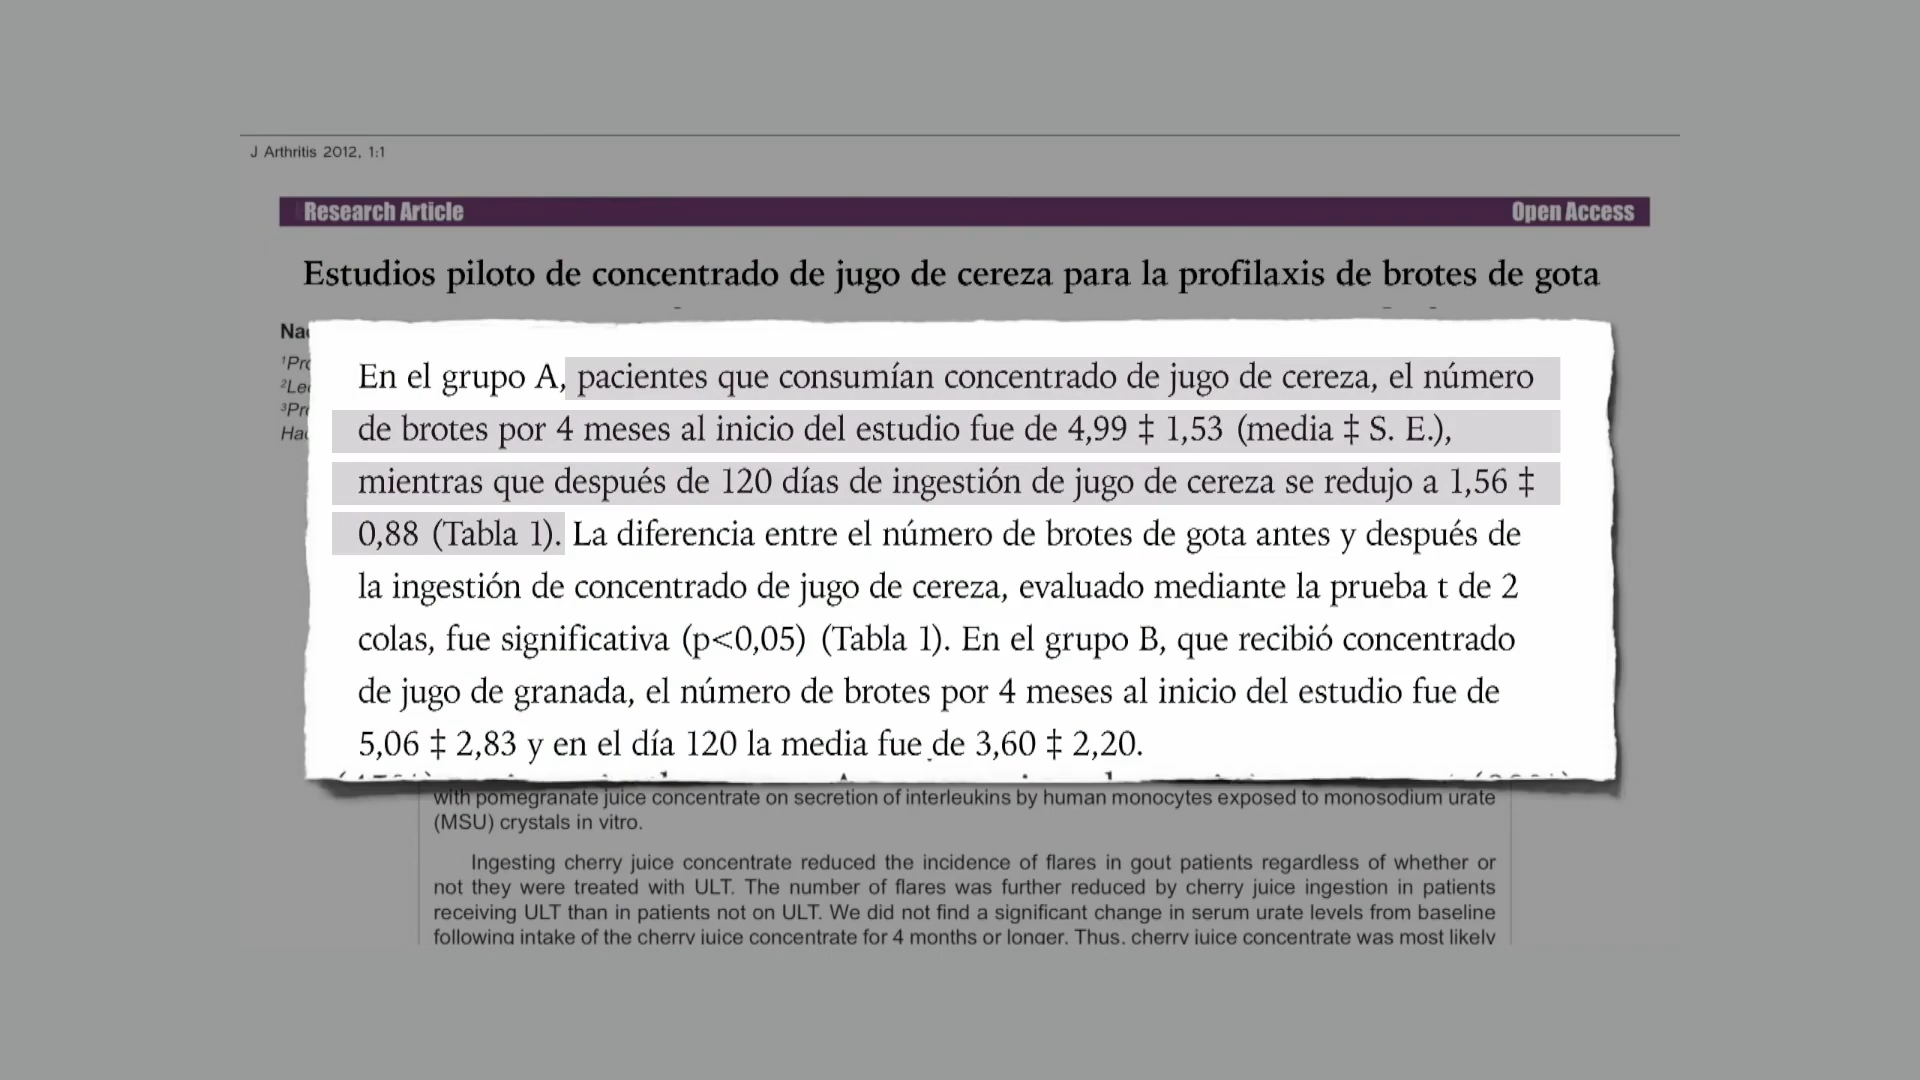 J Arthritis 2012, 1:1
Research Article
Open Access
Estudios piloto de concentrado de jugo de cereza para la profilaxis de brotes de gota
En el grupo A, pacientes que consumían concentrado de jugo de cereza, el número
de brotes por 4 meses al inicio del estudio fue de 4,99 ‡ 1,53 (media ‡ S. E.),
mientras que después de 120 días de ingestión de jugo de cereza se redujo a 1,56 ‡
0,88 (Tabla 1). La diferencia entre el número de brotes de gota antes y después de
la ingestión de concentrado de jugo de cereza, evaluado mediante la prueba t de 2
colas, fue significativa (p<0,05) (Tabla 1). En el grupo B, que recibió concentrado
de jugo de granada, el número de brotes por 4 meses al inicio del estudio fue de
5,06 ‡ 2,83 y en el día 120 la media fue de 3,60 ‡ 2,20.
with pomegranate juice concentrate on secretion of interleukins by human monocytes exposed to monosodium urate
(MSU) crystals in vitro.
Ingesting cherry juice concentrate reduced the incidence of flares in gout patients regardless of whether or
not they were treated with ULT. The number of flares was further reduced by cherry juice ingestion in patients
receiving ULT than in patients not on ULT. We did not find a significant change in serum urate levels from baseline
following intake of the cherry juice concentrate for 4 months or longer. Thus, cherry juice concentrate was most likely